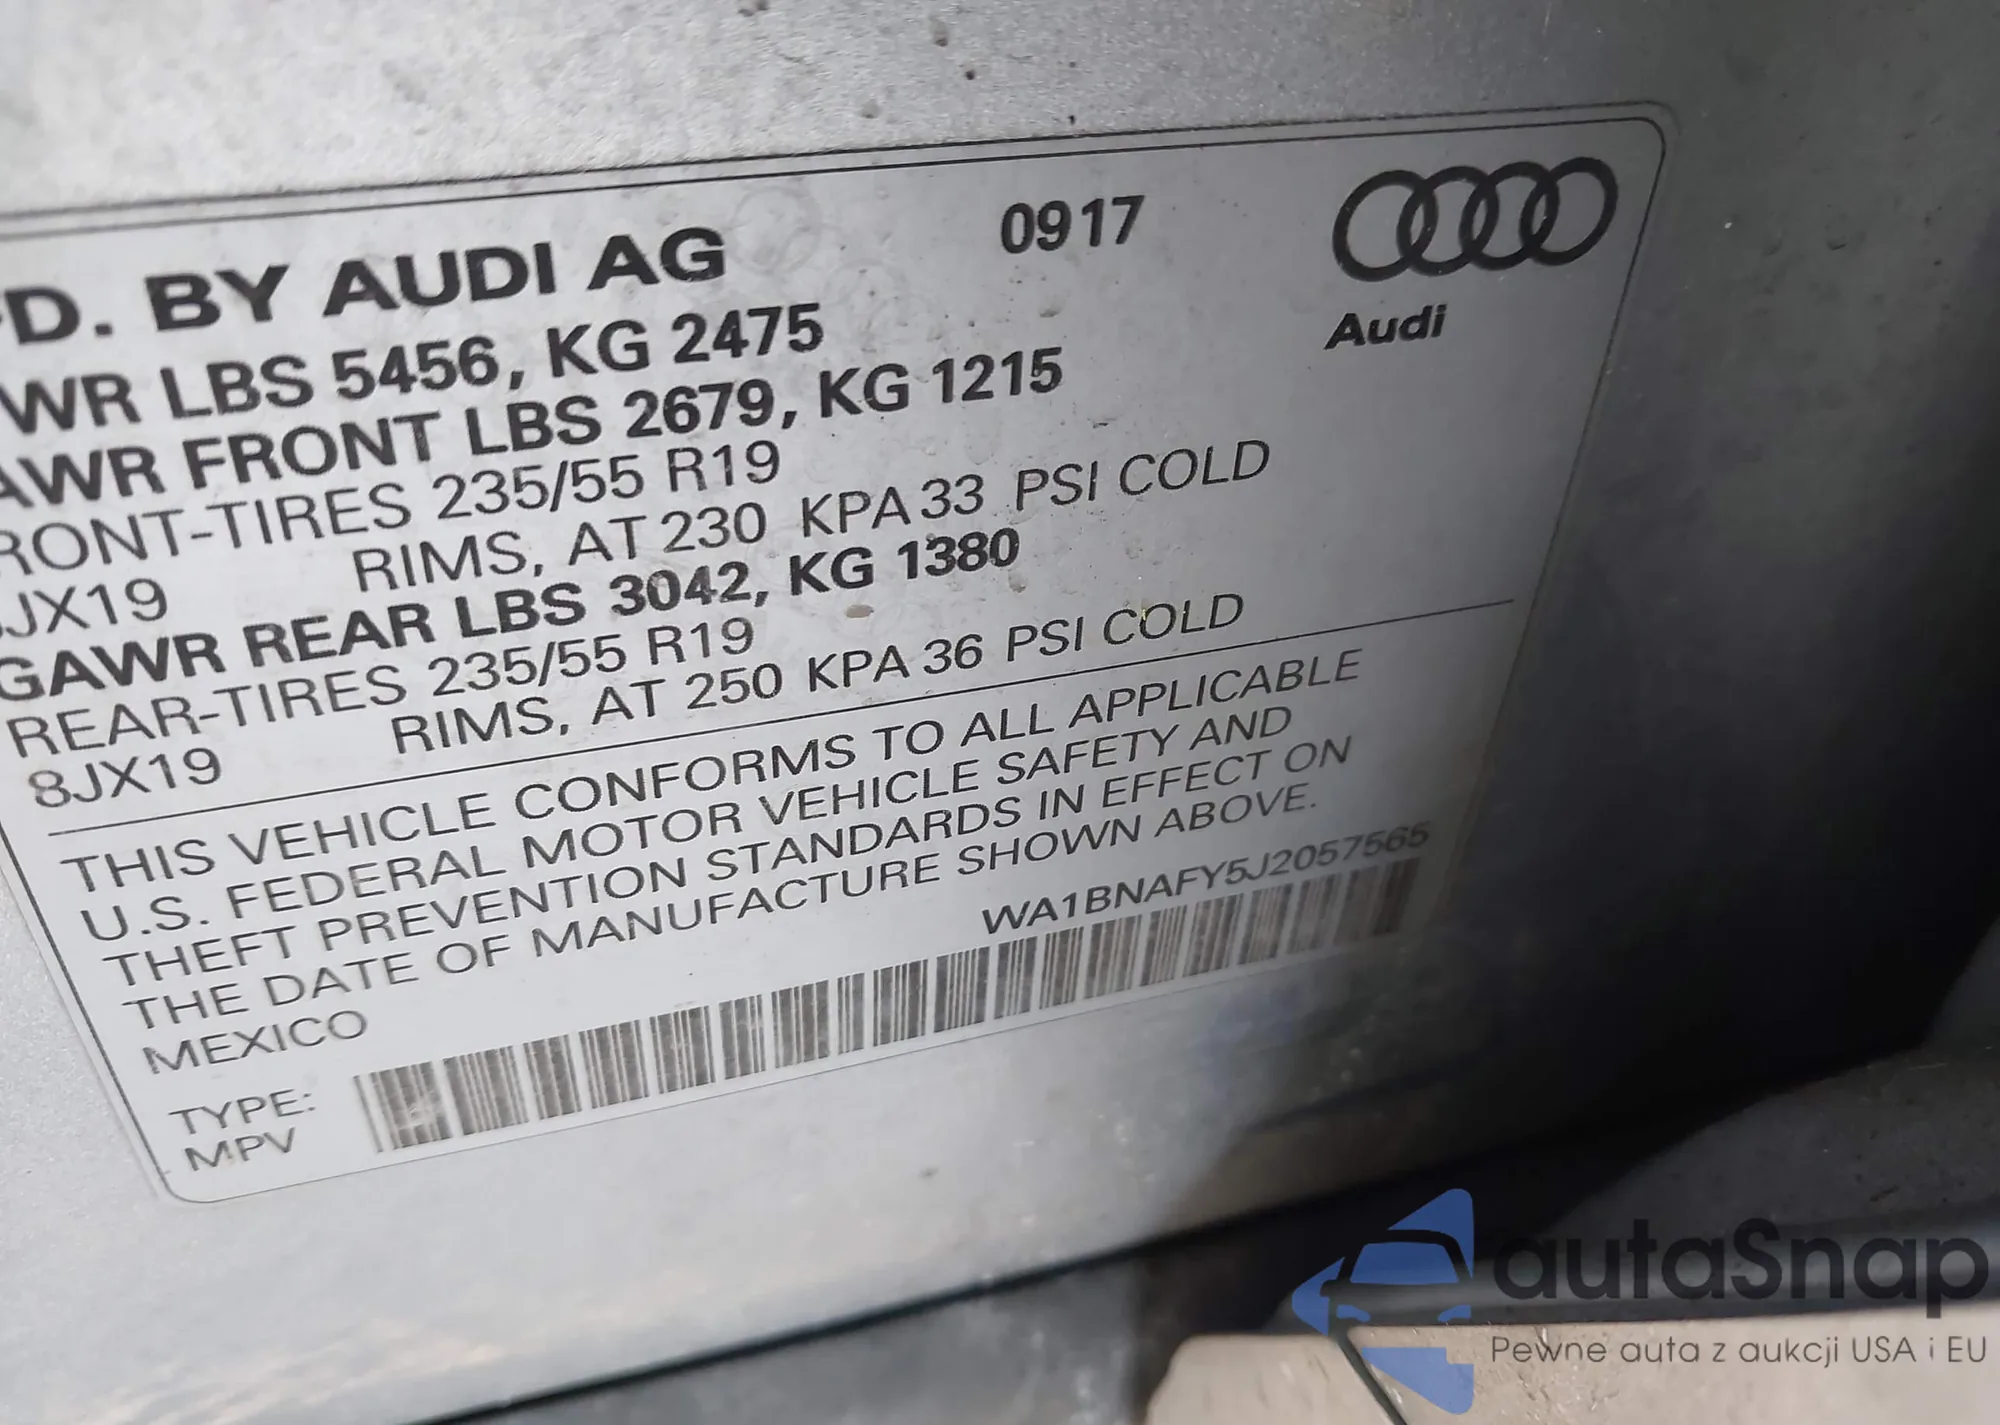 D. BY AUDI AG 0917
WR LBS 5456, KG 2475
AWR FRONT LBS 2679, KG 1215
RONT-TIRES 235/55 R19
JX19 RIMS, AT 230 KPA 33 PSI COLD
GAWR REAR LBS 3042, KG 1380
REAR-TIRES 235/55 R19
8JX19 RIMS, AT 250 KPA 36 PSI COLD
THIS VEHICLE CONFORMS TO ALL APPLICABLE
U.S. FEDERAL MOTOR VEHICLE SAFETY AND
THEFT PREVENTION STANDARDS IN EFFECT ON
THE DATE OF MANUFACTURE SHOWN ABOVE.
MEXICO
WA1BNAFY5J2057565
TYPE:
MPV
Audi
autaSnap
Pewne auta z aukcji USA i EU